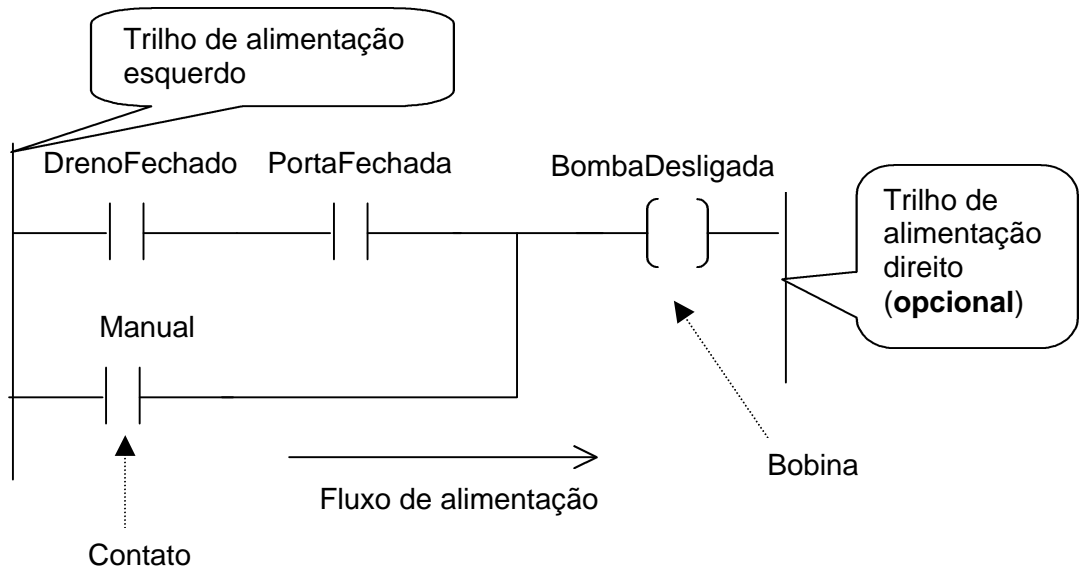 Trilho de alimentação
esquerdo
DrenoFechado PortaFechada BombaDesligada
Trilho de
alimentação
direito
(opcional)
Manual
Bobina
Fluxo de alimentação
Contato